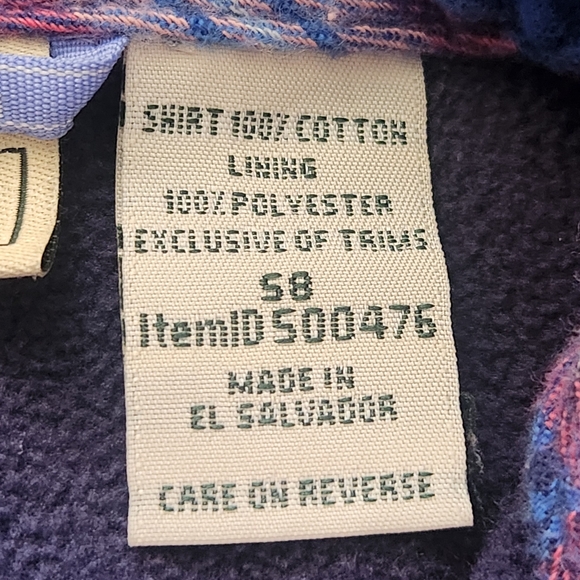 SHIRT 100% COTTON
LINING
100% POLYESTER
EXCLUSIVE OF TRIMS
S8
ItemID 500476
MADE IN
EL SALVADOR
CARE ON REVERSE